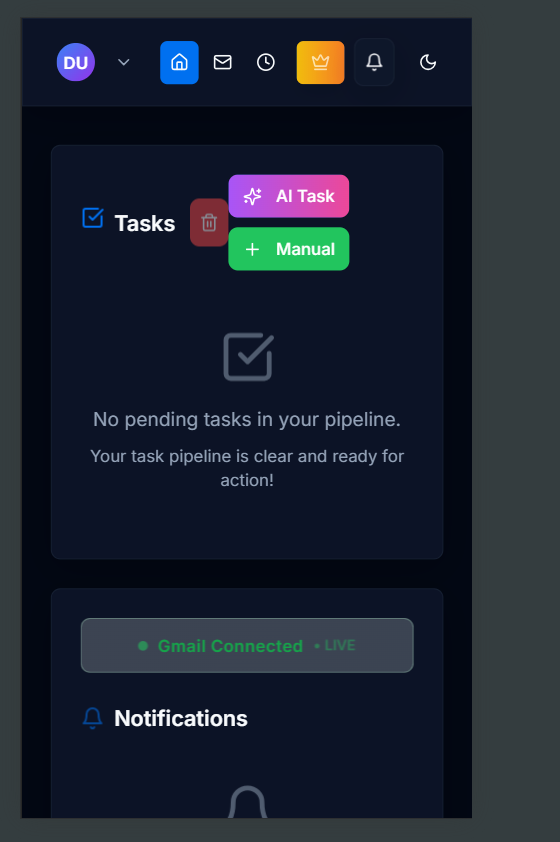 DU
Tasks
AI Task
Manual
No pending tasks in your pipeline.
Your task pipeline is clear and ready for
action!
Gmail Connected • LIVE
Notifications